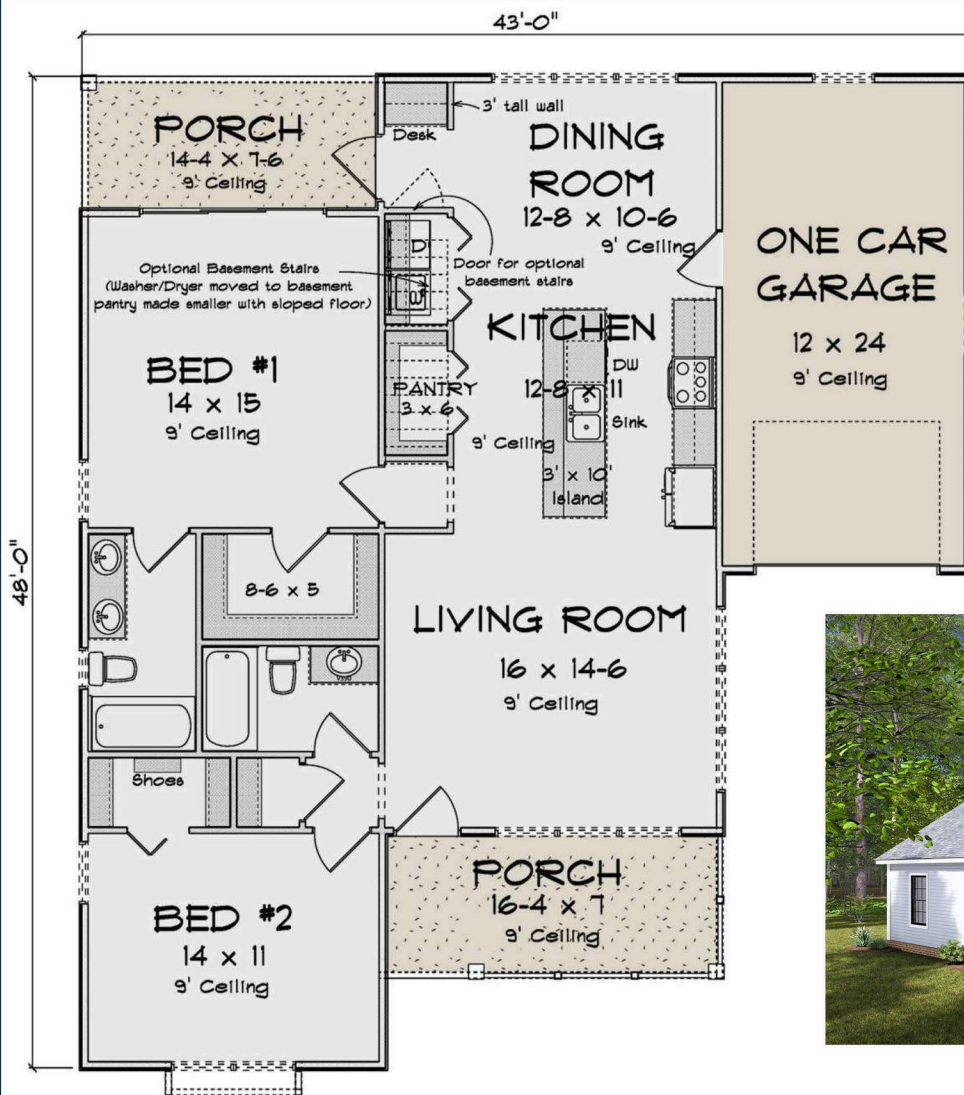 43'-0"
48'-0"
PORCH
14-4 x 7-6
9' Ceiling
3' tall wall
Desk
DINING
ROOM
12-8 x 10-6
9' Ceiling
ONE CAR
GARAGE
12 x 24
9' Ceiling
D
W
Door for optional
basement stairs
Optional Basement Stairs
(Washer/Dryer moved to basement
pantry made smaller with sloped floor)
KITCHEN
12-8 x 11
9' Ceiling
DW
Sink
3' x 10'
Island
PANTRY
3 x 6
BED #1
14 x 15
9' Ceiling
8-6 x 5
LIVING ROOM
16 x 14-6
9' Ceiling
Shoes
PORCH
16-4 x 7
9' Ceiling
BED #2
14 x 11
9' Ceiling